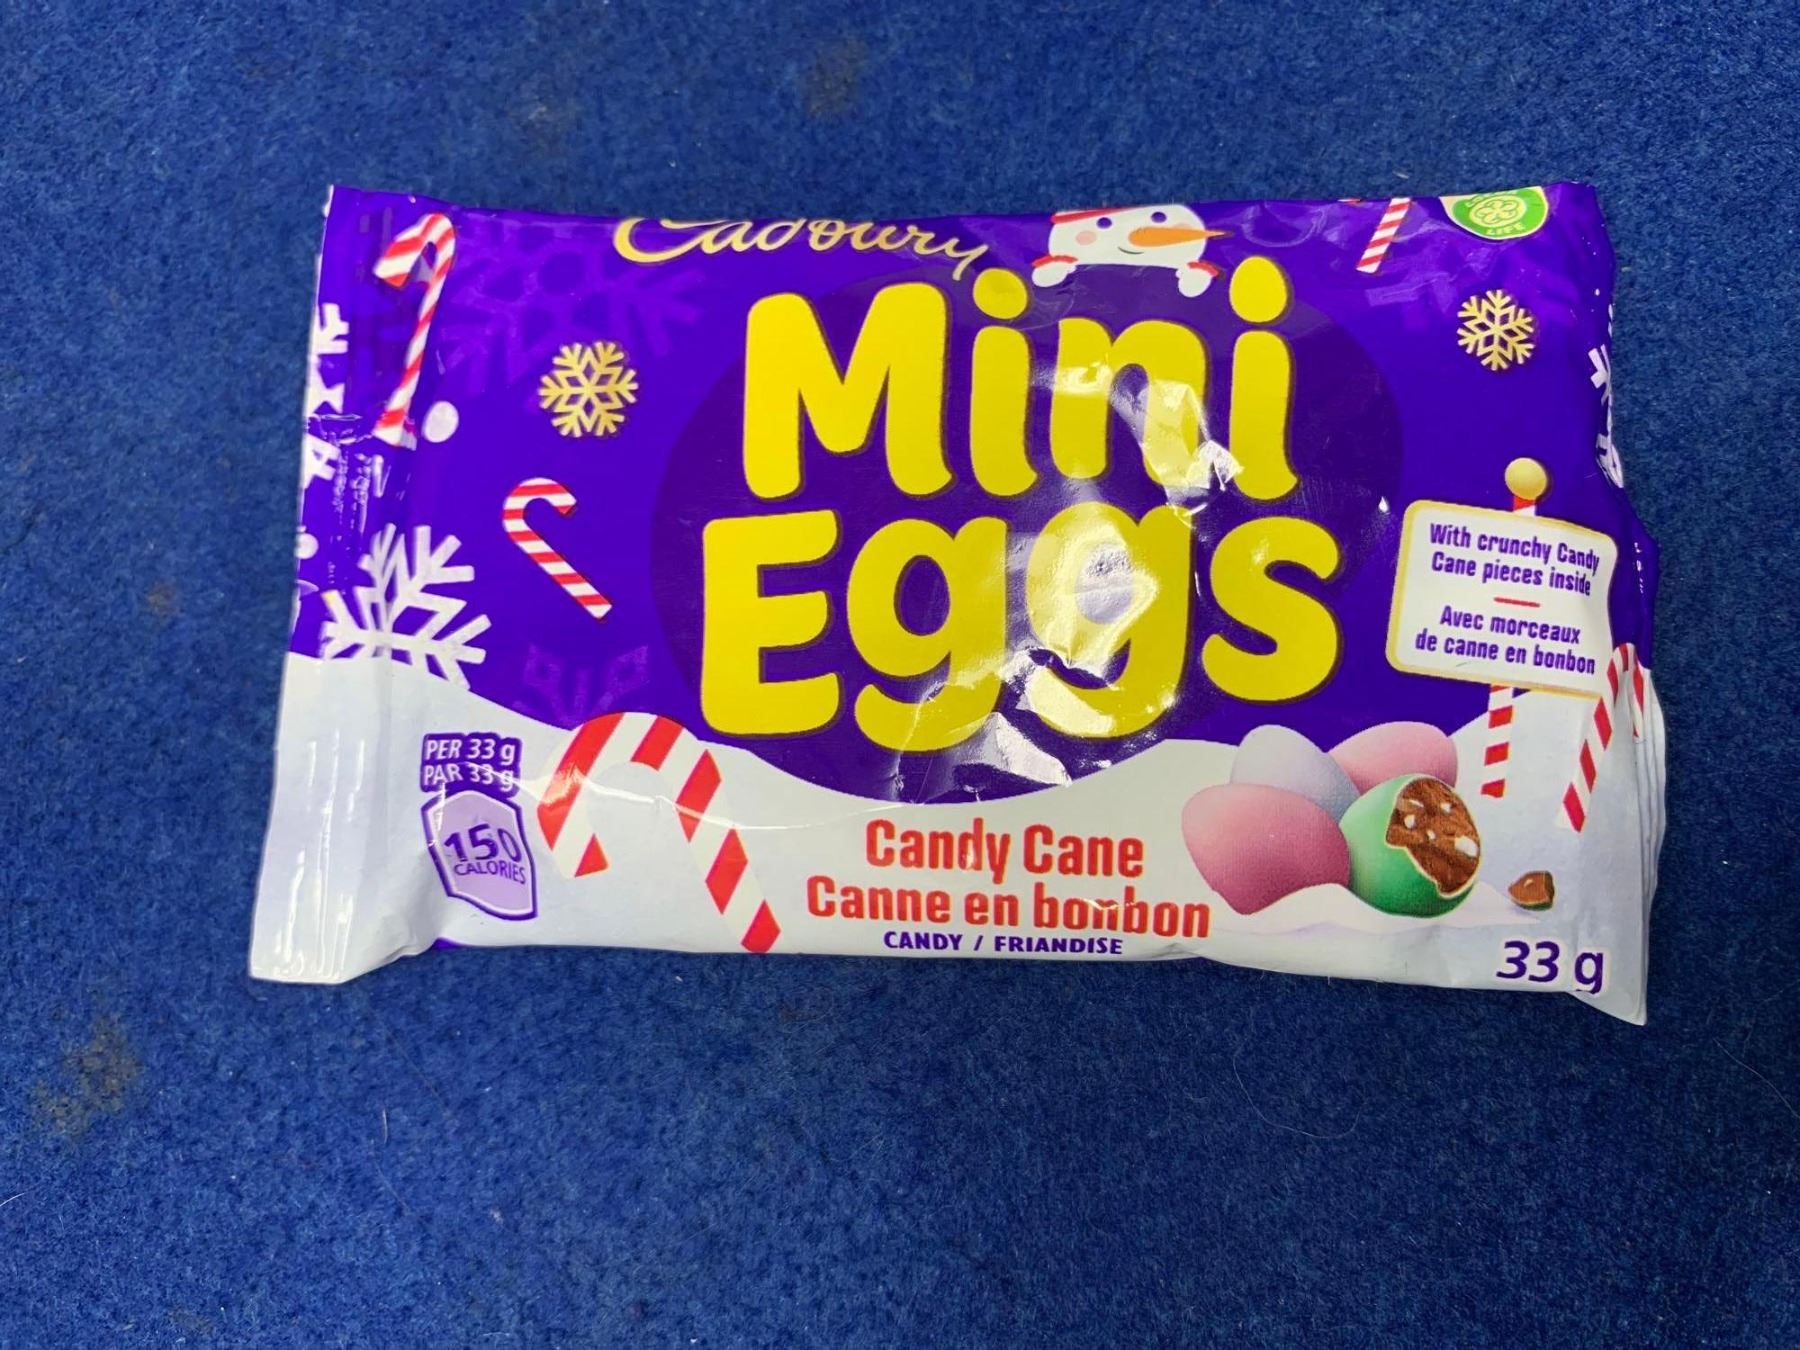 Cadbury
LIFE
Mini
Eggs
With crunchy Candy
Cane pieces inside
Avec morceaux
de canne en bonbon
PER 33 g
PAR 33 g
150
CALORIES
Candy Cane
Canne en bonbon
CANDY / FRIANDISE
33 g